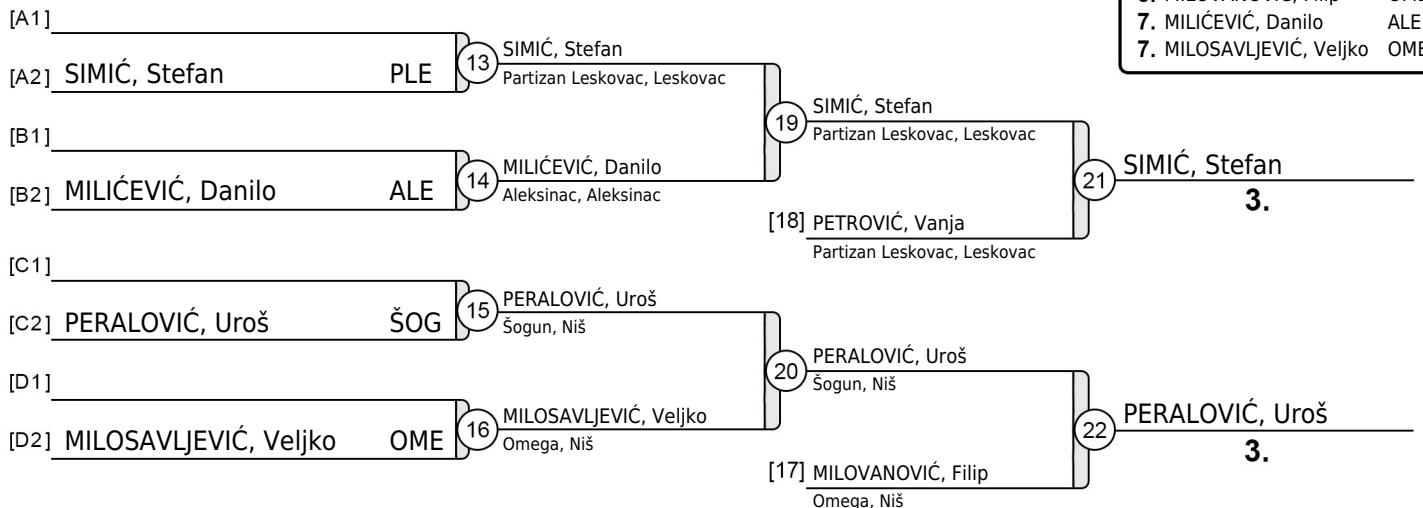 7. MILIĆEVIĆ, Danilo ALE
7. MILOSAVLJEVIĆ, Veljko OME
[A1]
[A2] SIMIĆ, Stefan PLE
13
SIMIĆ, Stefan
Partizan Leskovac, Leskovac
[B1]
[B2] MILIĆEVIĆ, Danilo ALE
14
MILIĆEVIĆ, Danilo
Aleksinac, Aleksinac
19
SIMIĆ, Stefan
Partizan Leskovac, Leskovac
[18] PETROVIĆ, Vanja
Partizan Leskovac, Leskovac
21
SIMIĆ, Stefan
3.
[C1]
[C2] PERALOVIĆ, Uroš ŠOG
15
PERALOVIĆ, Uroš
Šogun, Niš
[D1]
[D2] MILOSAVLJEVIĆ, Veljko OME
16
MILOSAVLJEVIĆ, Veljko
Omega, Niš
20
PERALOVIĆ, Uroš
Šogun, Niš
[17] MILOVANOVIĆ, Filip
Omega, Niš
22
PERALOVIĆ, Uroš
3.